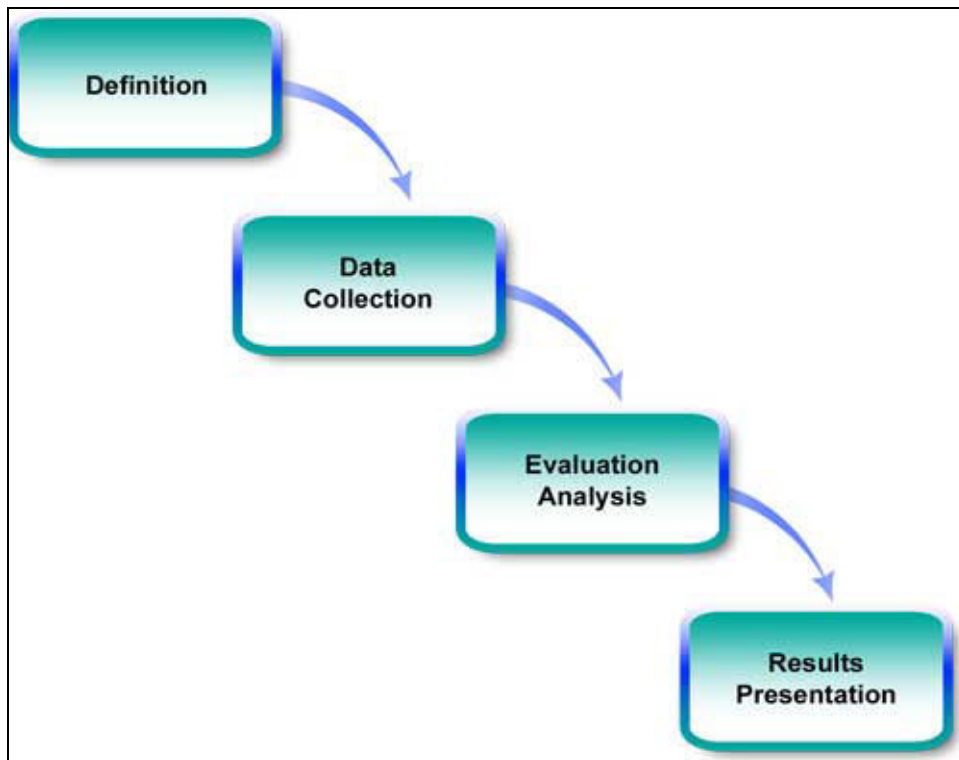 Definition
Data
Collection
Evaluation
Analysis
Results
Presentation